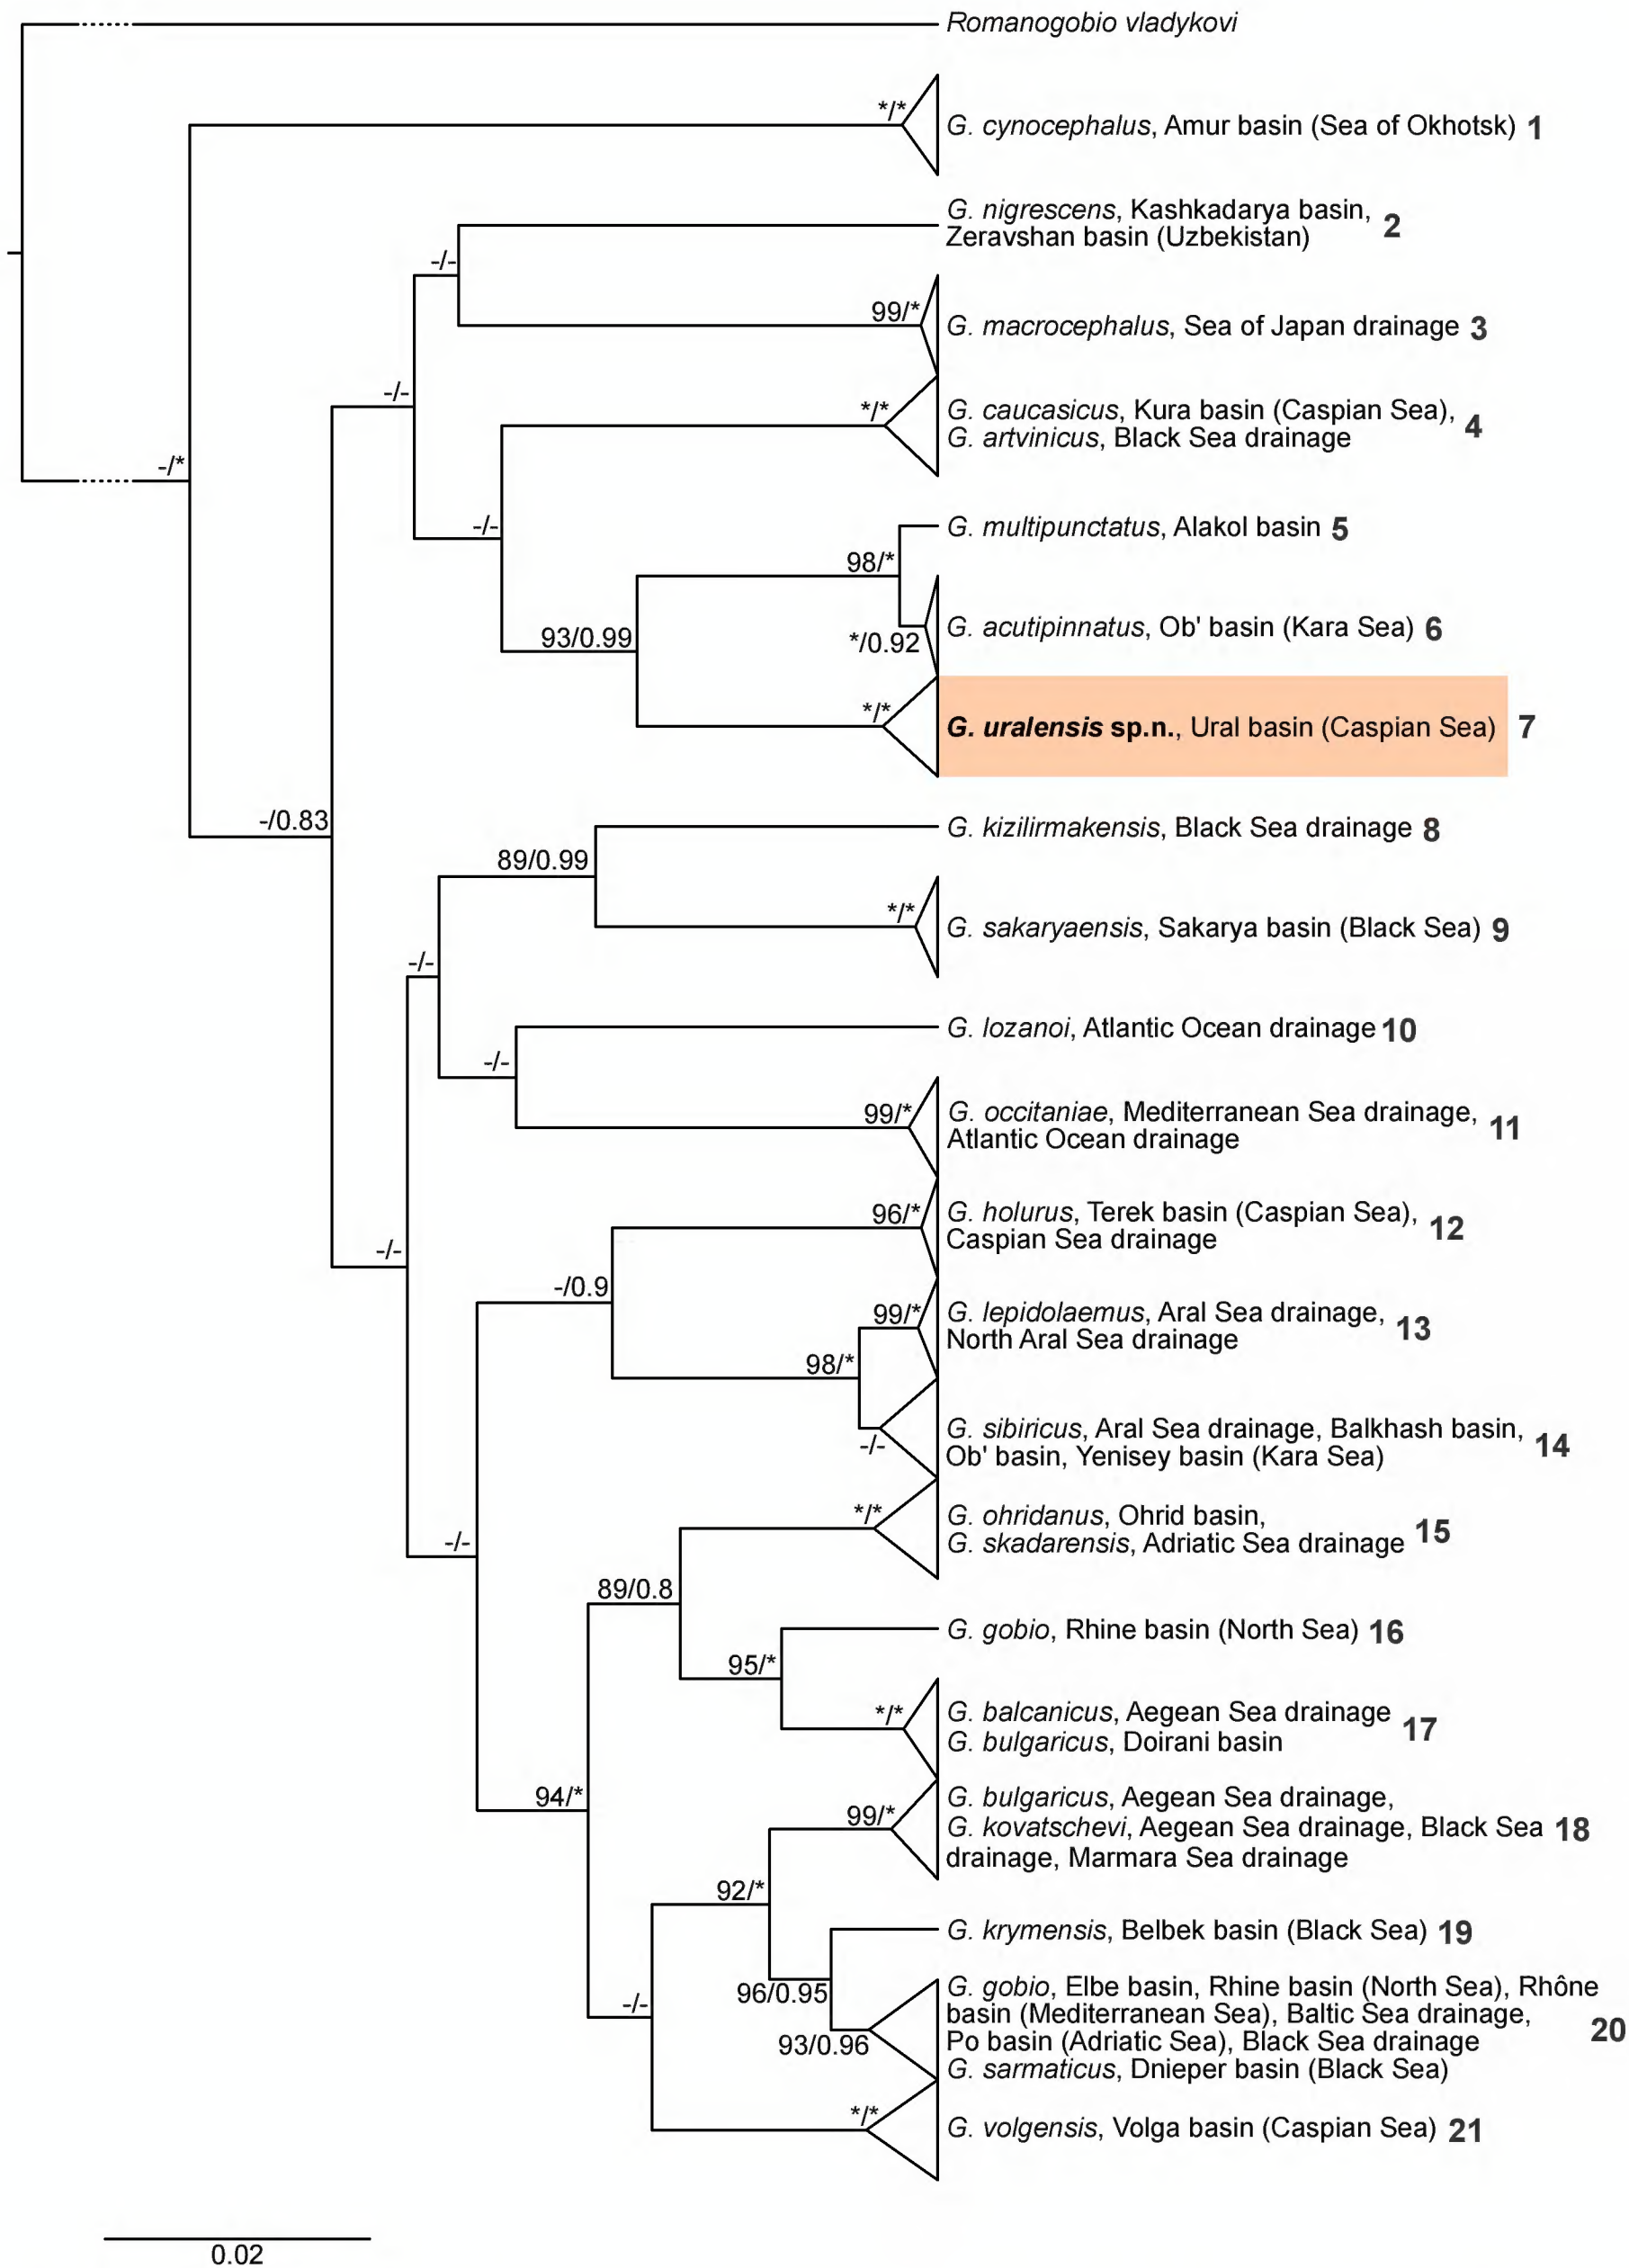 Romanogobio vladykovi
*/*
G. cynocephalus, Amur basin (Sea of Okhotsk) 1
G. nigrescens, Kashkadarya basin,
Zeravshan basin (Uzbekistan) 2
-/-
99/*
G. macrocephalus, Sea of Japan drainage 3
-/-
*/*
G. caucasicus, Kura basin (Caspian Sea),
G. artvinicus, Black Sea drainage 4
-/*
-/-
G. multipunctatus, Alakol basin 5
98/*
G. acutipinnatus, Ob' basin (Kara Sea) 6
93/0.99
*/0.92
*/*
G. uralensis sp.n., Ural basin (Caspian Sea) 7
-/0.83
G. kizilirmakensis, Black Sea drainage 8
89/0.99
*/*
G. sakaryaensis, Sakarya basin (Black Sea) 9
-/-
G. lozanoi, Atlantic Ocean drainage 10
-/-
99/*
G. occitaniae, Mediterranean Sea drainage,
Atlantic Ocean drainage 11
96/*
G. holurus, Terek basin (Caspian Sea),
Caspian Sea drainage 12
-/-
-/0.9
99/*
G. lepidolaemus, Aral Sea drainage,
North Aral Sea drainage 13
98/*
G. sibiricus, Aral Sea drainage, Balkhash basin,
Ob' basin, Yenisey basin (Kara Sea) 14
-/-
*/*
G. ohridanus, Ohrid basin,
G. skadarensis, Adriatic Sea drainage 15
-/-
89/0.8
G. gobio, Rhine basin (North Sea) 16
95/*
*/*
G. balcanicus, Aegean Sea drainage
G. bulgaricus, Doirani basin 17
94/*
G. bulgaricus, Aegean Sea drainage,
99/*
G. kovatschevi, Aegean Sea drainage, Black Sea 18
drainage, Marmara Sea drainage
92/*
G. krymensis, Belbek basin (Black Sea) 19
96/0.95
G. gobio, Elbe basin, Rhine basin (North Sea), Rhône
basin (Mediterranean Sea), Baltic Sea drainage,
-/-
93/0.96
Po basin (Adriatic Sea), Black Sea drainage 20
G. sarmaticus, Dnieper basin (Black Sea)
*/*
G. volgensis, Volga basin (Caspian Sea) 21
0.02